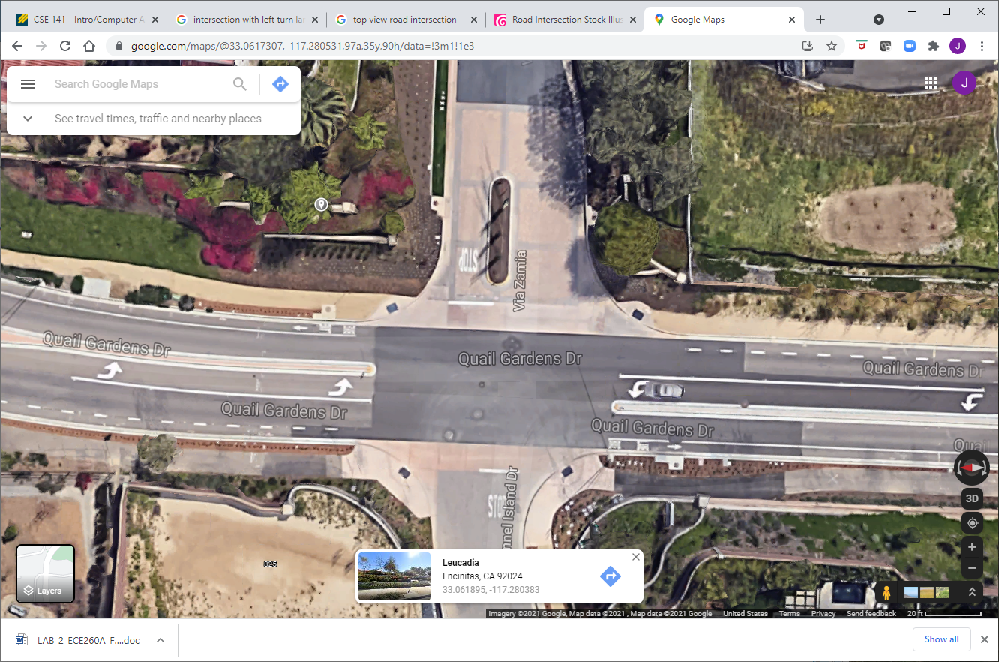 CSE 141 - Intro/Computer A
intersection with left turn la
top view road intersection -
Road Intersection Stock Illus
Google Maps
google.com/maps/@33.0617307,-117.280531,97a,35y,90h/data=!3m1!1e3
J
Search Google Maps
J
See travel times, traffic and nearby places
STOP
Via Zamia
Quail Gardens Dr
Quail Gardens Dr
Quail Gardens Dr
Quail Gardens Dr
Quail Gardens Dr
Quail
STOP
nnel Island Dr
3D
825
Layers
Leucadia
Encinitas, CA 92024
33.061895, -117.280383
Imagery ©2021 Google, Map data ©2021 , Map data ©2021 Google United States Terms Privacy Send feedback 20 ft
LAB_2_ECE260A_F....doc
Show all